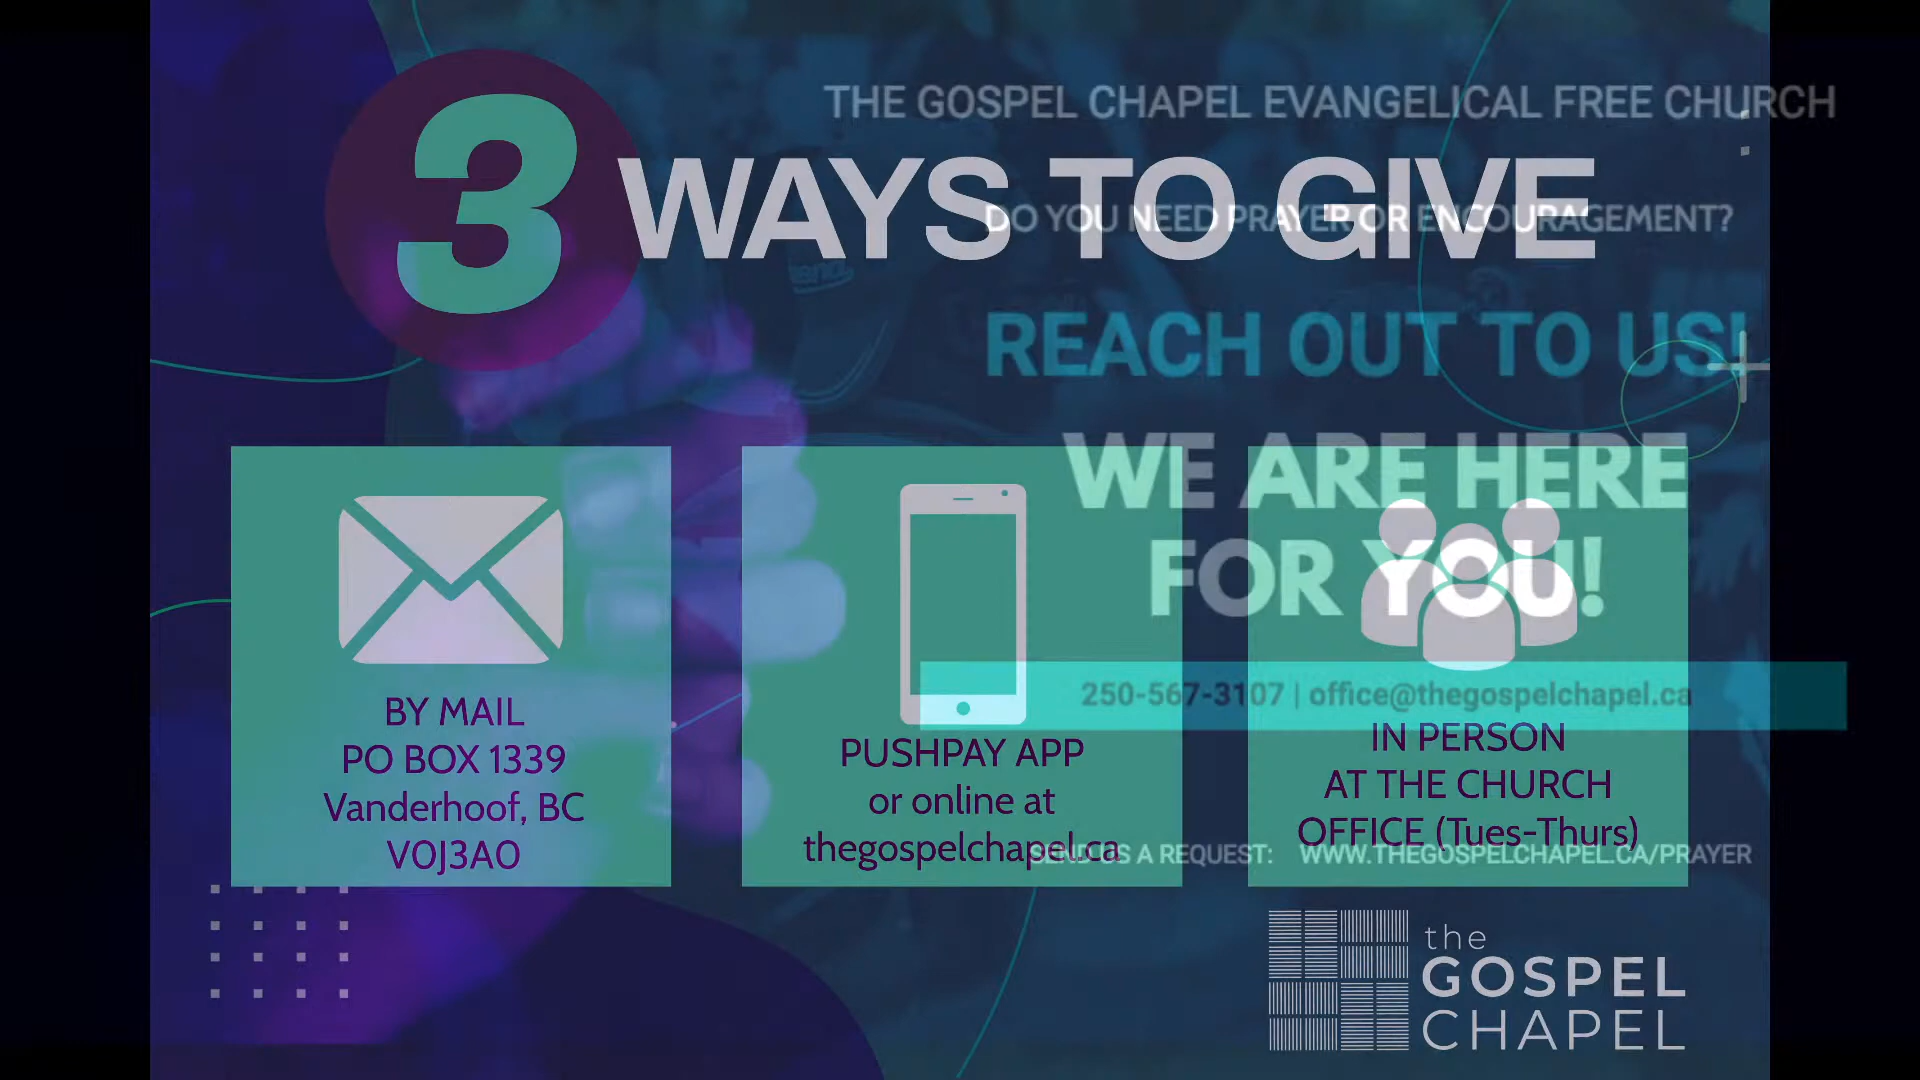 THE GOSPEL CHAPEL EVANGELICAL FREE CHURCH
3 WAYS TO GIVE
DO YOU NEED PRAYER OR ENCOURAGEMENT?
REACH OUT TO US!
WE ARE HERE
FOR YOU!
250-567-3107 | office@thegospelchapel.ca
BY MAIL
PO BOX 1339
Vanderhoof, BC
V0J3A0
PUSHPAY APP
or online at
thegospelchapel.ca
IN PERSON
AT THE CHURCH
OFFICE (Tues-Thurs)
SEND US A REQUEST: WWW.THEGOSPELCHAPEL.CA/PRAYER
the
GOSPEL
CHAPEL